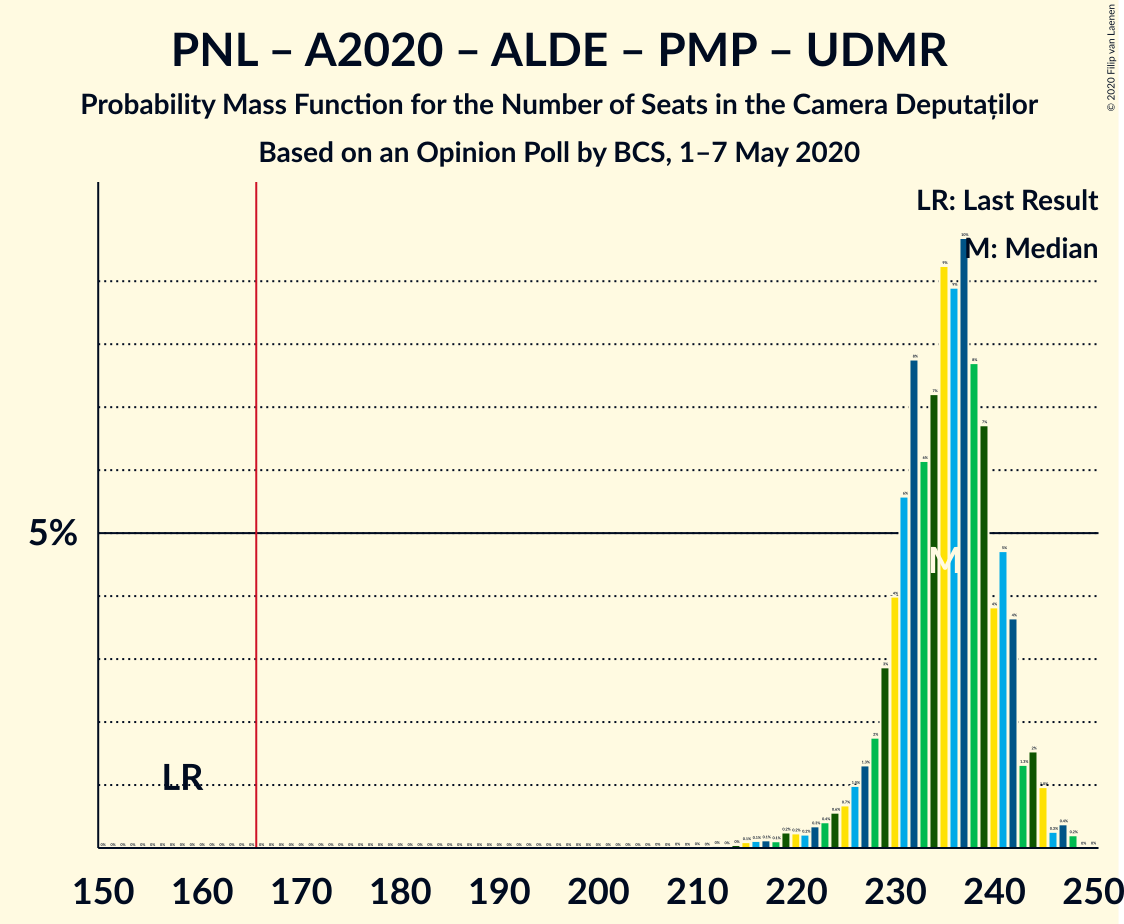 PNL – A2020 – ALDE – PMP – UDMR
Probability Mass Function for the Number of Seats in the Camera Deputaților
Based on an Opinion Poll by BCS, 1–7 May 2020
© 2020 Filip van Laenen
LR: Last Result
M: Median
5%
M
LR
150 160 170 180 190 200 210 220 230 240 250